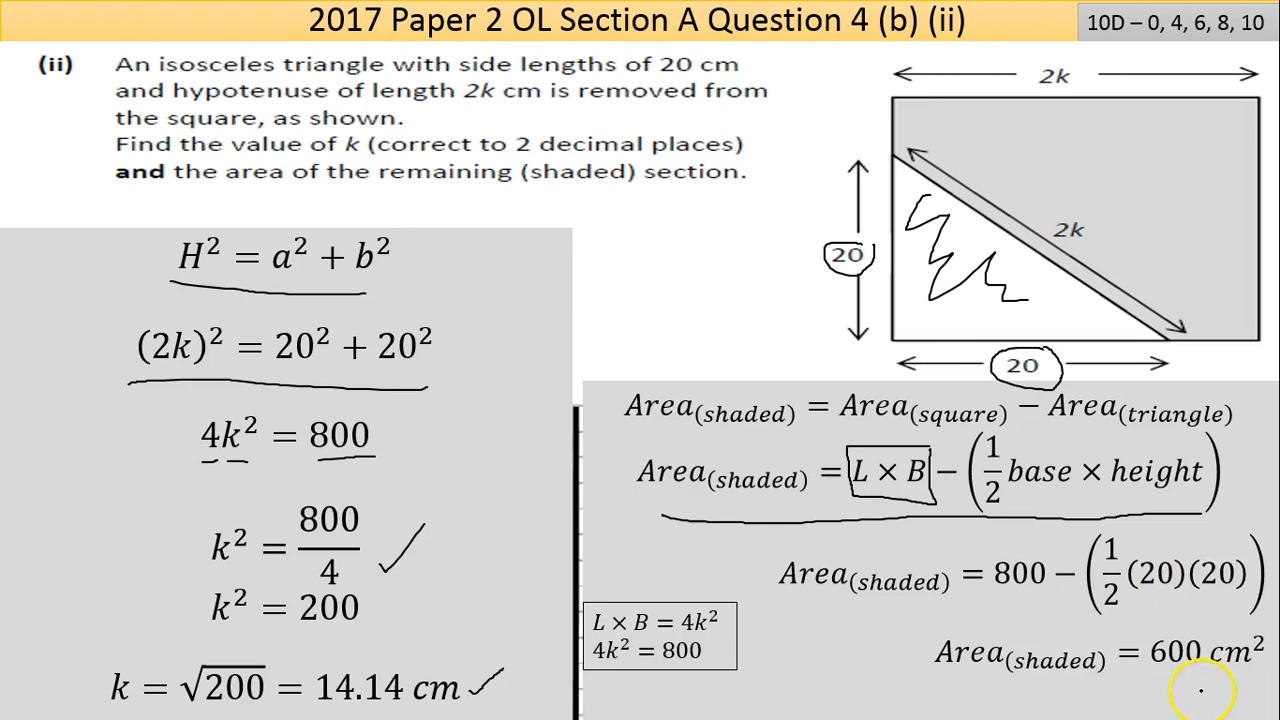 2017 Paper 2 OL Section A Question 4 (b) (ii)
10D – 0, 4, 6, 8, 10
(ii) An isosceles triangle with side lengths of 20 cm
and hypotenuse of length 2k cm is removed from
the square, as shown.
Find the value of k (correct to 2 decimal places)
and the area of the remaining (shaded) section.
2k
20
2k
20
H² = a² + b²
(2k)² = 20² + 20²
4k² = 800
k² = 800/4
k² = 200
k = √200 = 14.14 cm
Area(shaded) = Area(square) − Area(triangle)
Area(shaded) = L × B − (1/2 base × height)
Area(shaded) = 800 − (1/2 (20)(20))
L × B = 4k²
4k² = 800
Area(shaded) = 600 cm²